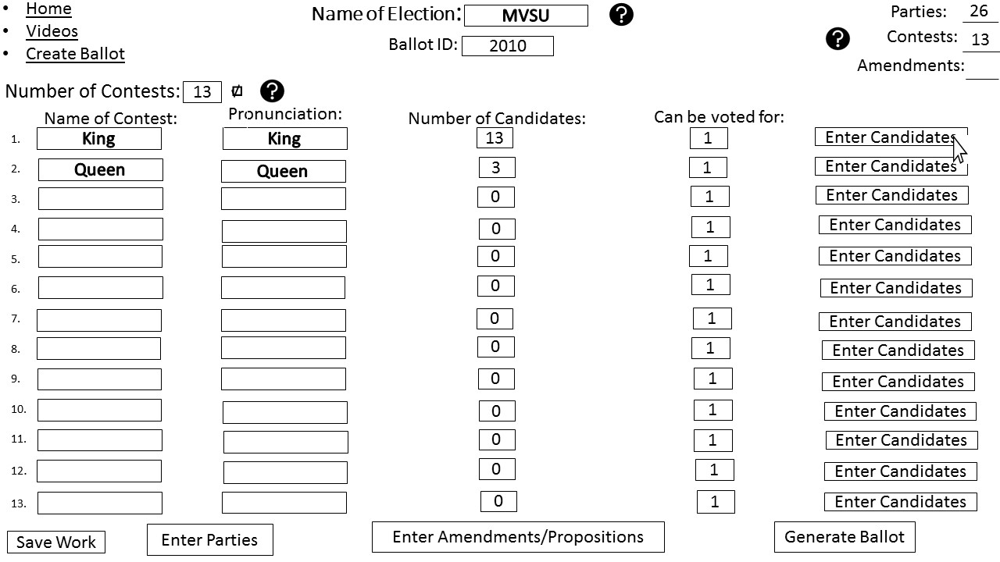 • Home
• Videos
• Create Ballot
Name of Election: MVSU
Ballot ID: 2010
Parties: 26
Contests: 13
Amendments:
Number of Contests: 13
Name of Contest: Pronunciation: Number of Candidates: Can be voted for:
1. King King 13 1 Enter Candidates
2. Queen Queen 3 1 Enter Candidates
3. 0 1 Enter Candidates
4. 0 1 Enter Candidates
5. 0 1 Enter Candidates
6. 0 1 Enter Candidates
7. 0 1 Enter Candidates
8. 0 1 Enter Candidates
9. 0 1 Enter Candidates
10. 0 1 Enter Candidates
11. 0 1 Enter Candidates
12. 0 1 Enter Candidates
13. 0 1 Enter Candidates
Save Work Enter Parties Enter Amendments/Propositions Generate Ballot